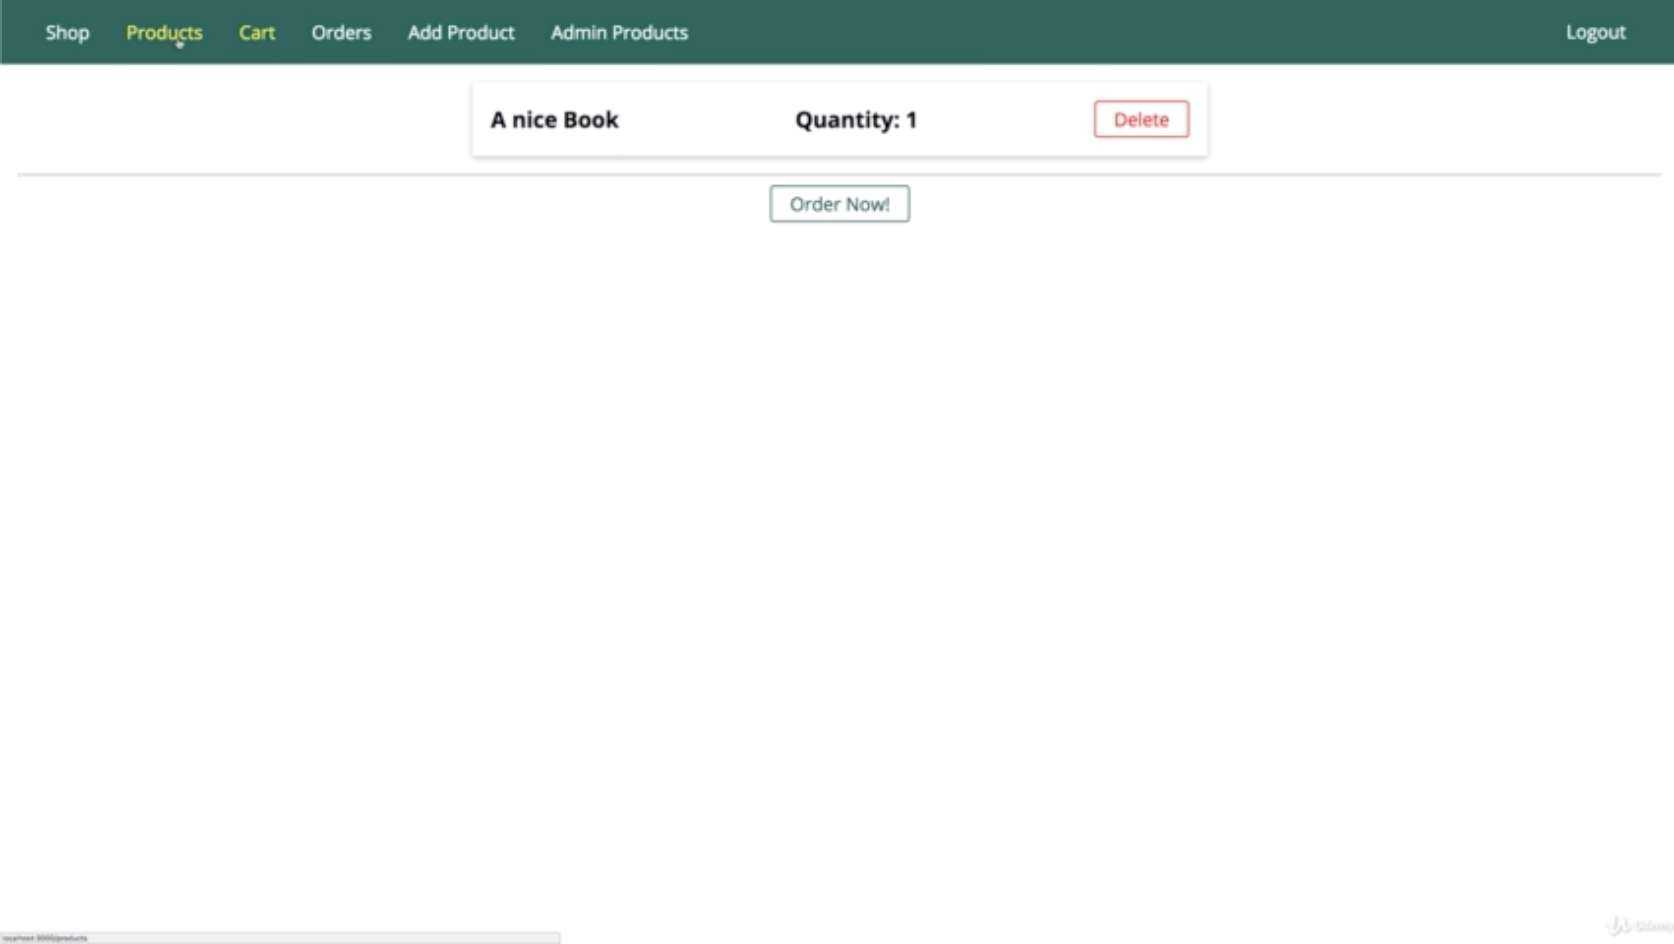 Shop Products Cart Orders Add Product Admin Products Logout
A nice Book Quantity: 1 Delete
Order Now!
localhost:3000/products
Udemy